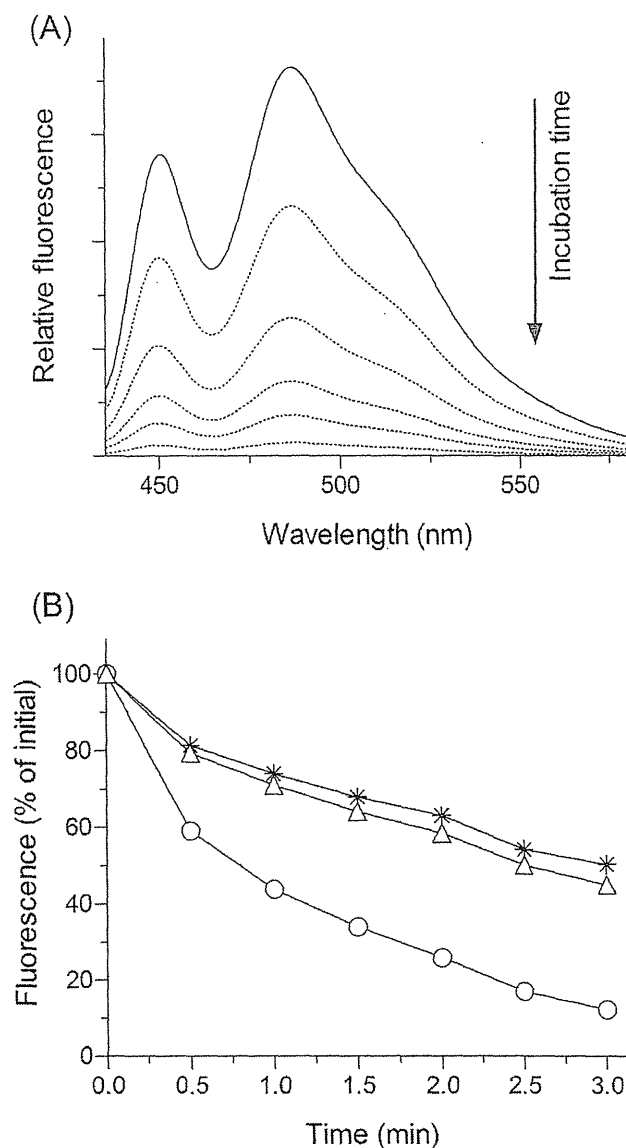 (A)
Relative fluorescence
Incubation time
450
500
550
Wavelength (nm)
(B)
Fluorescence (% of initial)
100
80
60
40
20
0
0.0
0.5
1.0
1.5
2.0
2.5
3.0
Time (min)